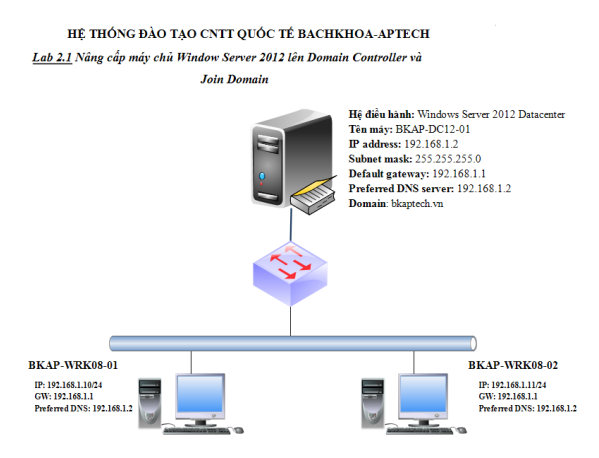 HỆ THỐNG ĐÀO TẠO CNTT QUỐC TẾ BACHKHOA-APTECH
Lab 2.1 Nâng cấp máy chủ Window Server 2012 lên Domain Controller và
Join Domain
Hệ điều hành: Windows Server 2012 Datacenter
Tên máy: BKAP-DC12-01
IP address: 192.168.1.2
Subnet mask: 255.255.255.0
Default gateway: 192.168.1.1
Preferred DNS server: 192.168.1.2
Domain: bkaptech.vn
BKAP-WRK08-01
IP: 192.168.1.10/24
GW: 192.168.1.1
Preferred DNS: 192.168.1.2
BKAP-WRK08-02
IP: 192.168.1.11/24
GW: 192.168.1.1
Preferred DNS: 192.168.1.2